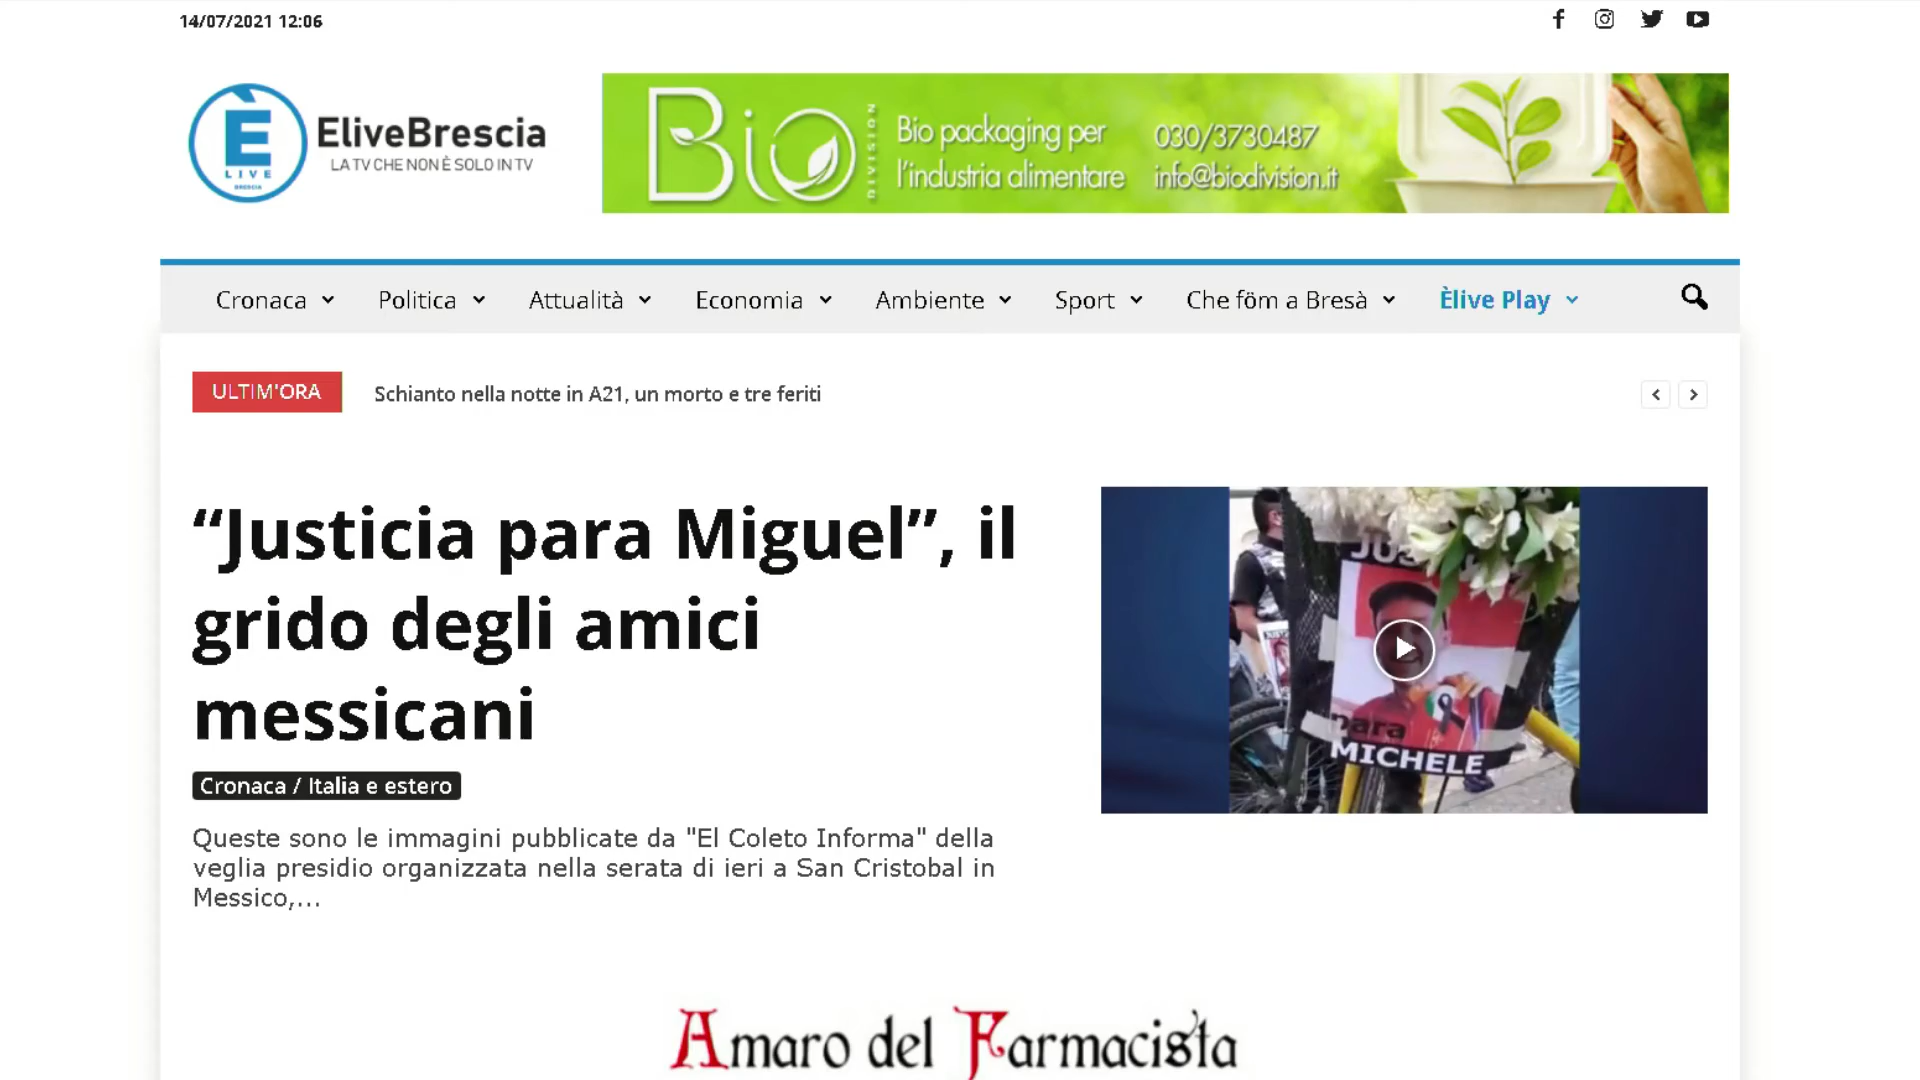 14/07/2021 12:06
È
LIVE
BRESCIA
EliveBrescia
LA TV CHE NON È SOLO IN TV
Bio
DIVISION
Bio packaging per
l'industria alimentare
030/3730487
info@biodivision.it
Cronaca Politica Attualità Economia Ambiente Sport Che föm a Bresà Èlive Play
ULTIM'ORA Schianto nella notte in A21, un morto e tre feriti
“Justicia para Miguel”, il
grido degli amici
messicani
Cronaca / Italia e estero
Queste sono le immagini pubblicate da "El Coleto Informa" della
veglia presidio organizzata nella serata di ieri a San Cristobal in
Messico,...
para
MICHELE
Amaro del Farmacista